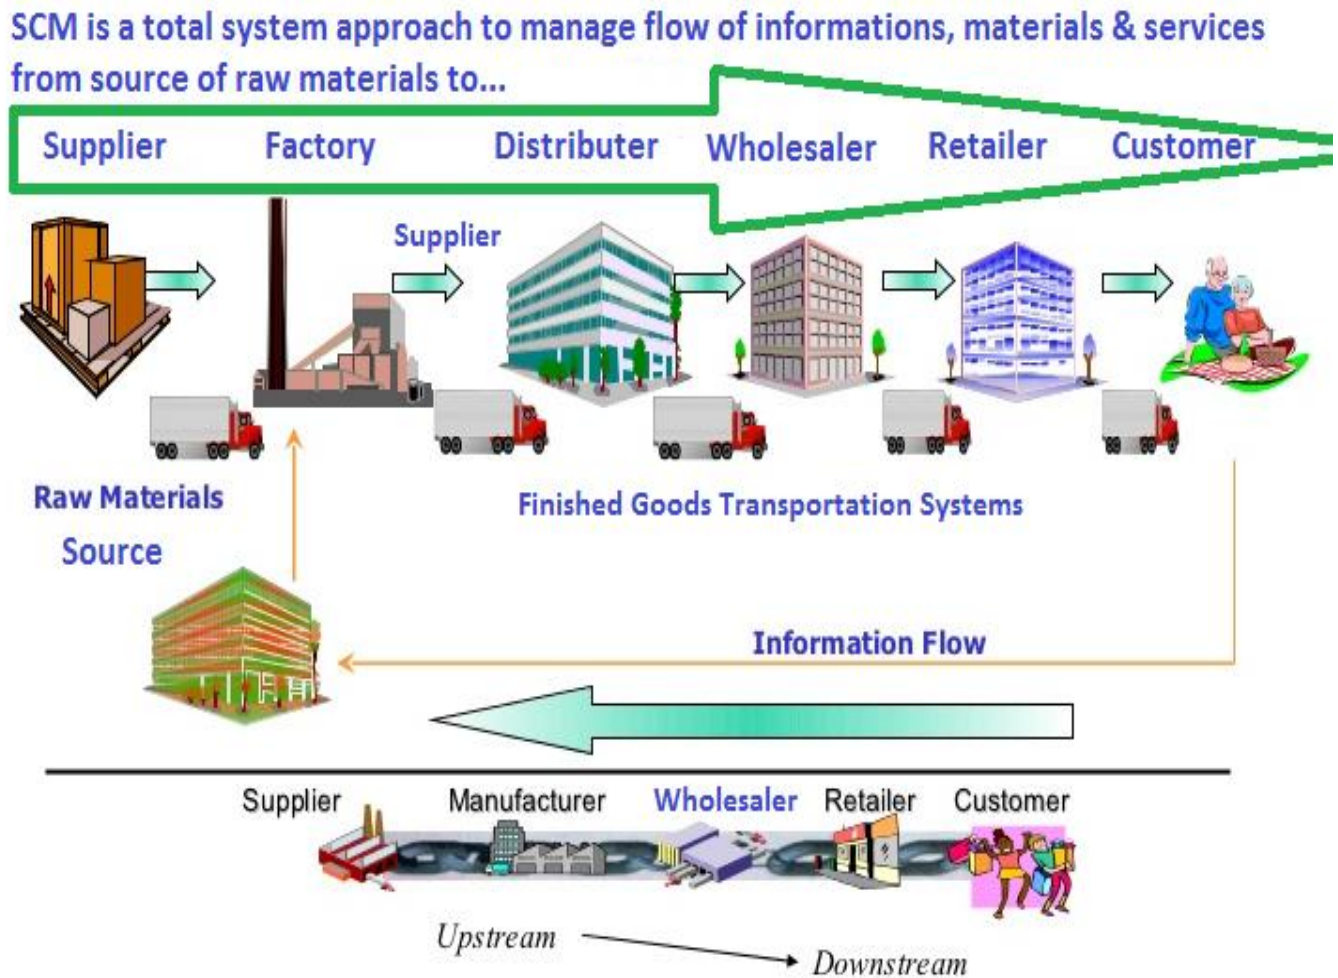 SCM is a total system approach to manage flow of informations, materials & services
from source of raw materials to...
Supplier Factory Distributer Wholesaler Retailer Customer
Supplier
Raw Materials
Source
Finished Goods Transportation Systems
Information Flow
Supplier Manufacturer Wholesaler Retailer Customer
Upstream
Downstream